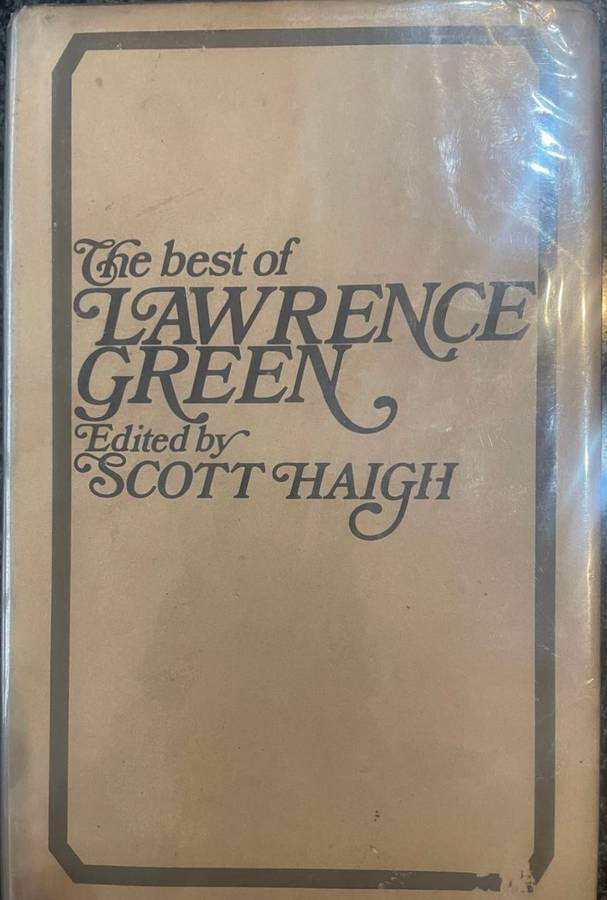 The best of
LAWRENCE
GREEN
Edited by
SCOTT HAIGH